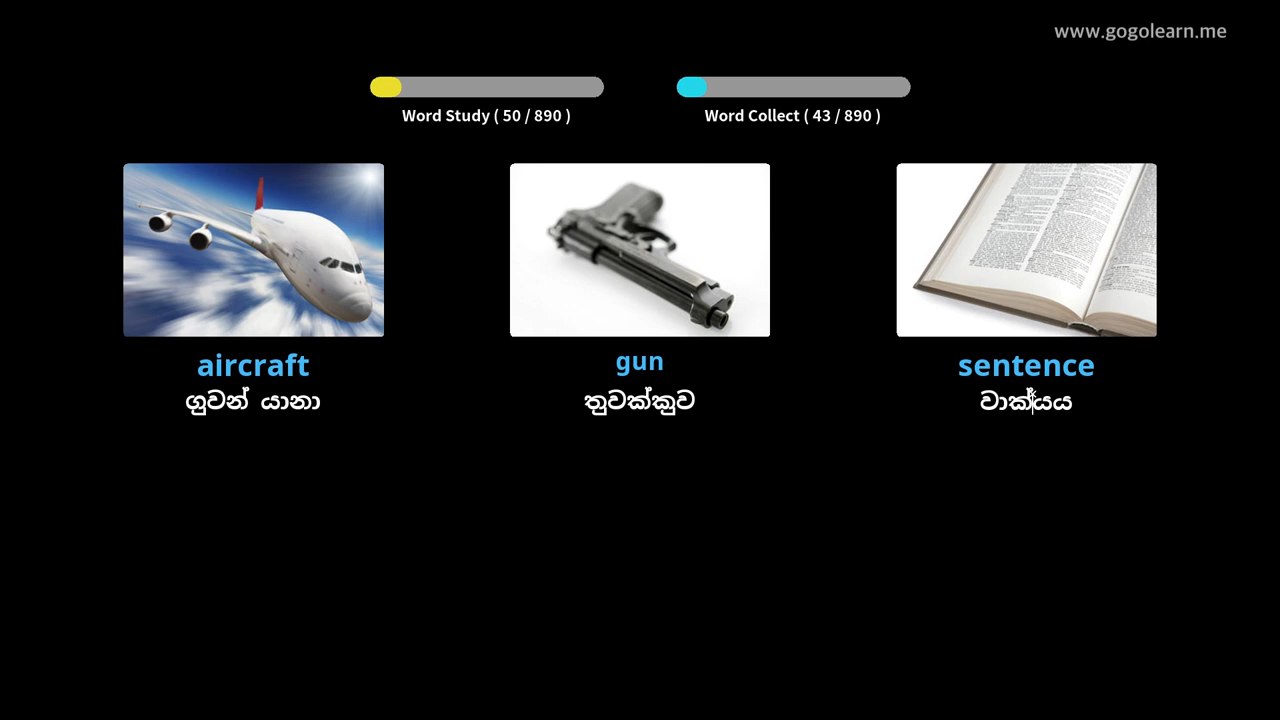 www.gogolearn.me
Word Study ( 50 / 890 )
Word Collect ( 43 / 890 )
aircraft
ගුවන් යානා
gun
තුවක්කුව
sentence
වාක්‍යය